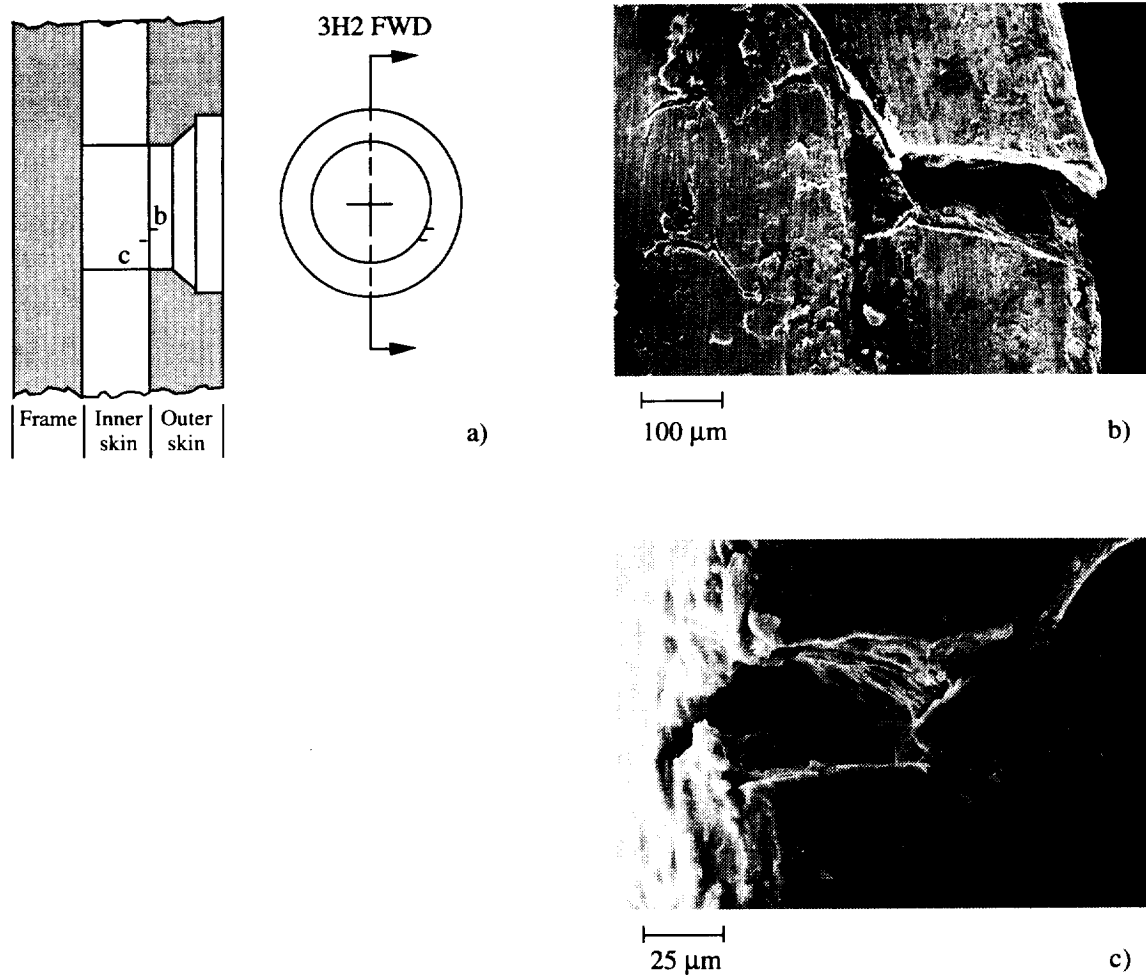 3H2 FWD
b
c
Frame
Inner
skin
Outer
skin
a)
100 μm
b)
25 μm
c)